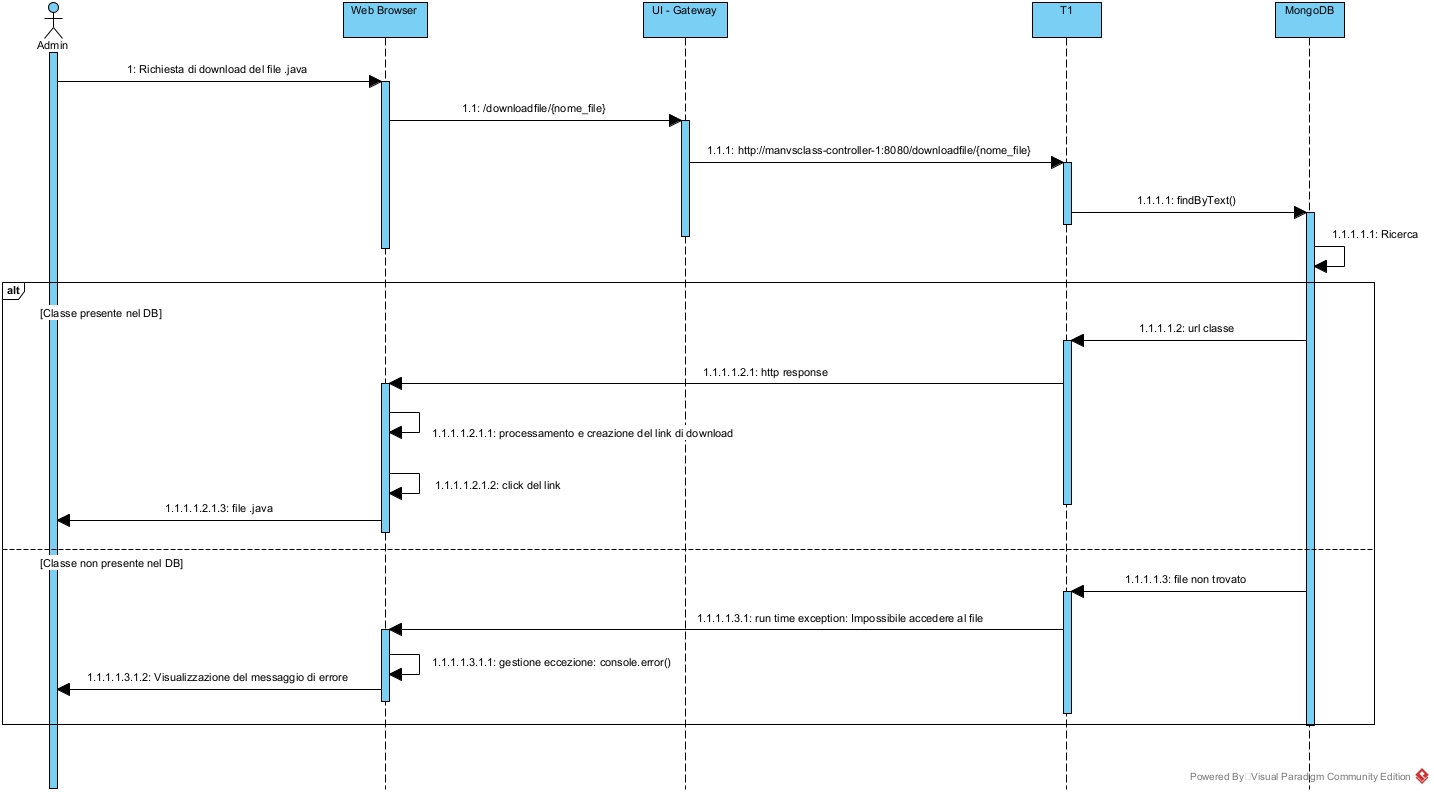 Admin
Web Browser
UI - Gateway
T1
MongoDB
1: Richiesta di download del file .java
1.1: /downloadfile/{nome_file}
1.1.1: http://manvsclass-controller-1:8080/downloadfile/{nome_file}
1.1.1.1: findByText()
1.1.1.1.1: Ricerca
alt
[Classe presente nel DB]
1.1.1.1.2: url classe
1.1.1.1.2.1: http response
1.1.1.1.2.1.1: processamento e creazione del link di download
1.1.1.1.2.1.2: click del link
1.1.1.1.2.1.3: file .java
[Classe non presente nel DB]
1.1.1.1.3: file non trovato
1.1.1.1.3.1: run time exception: Impossibile accedere al file
1.1.1.1.3.1.1: gestione eccezione: console.error()
1.1.1.1.3.1.2: Visualizzazione del messaggio di errore
Powered By Visual Paradigm Community Edition